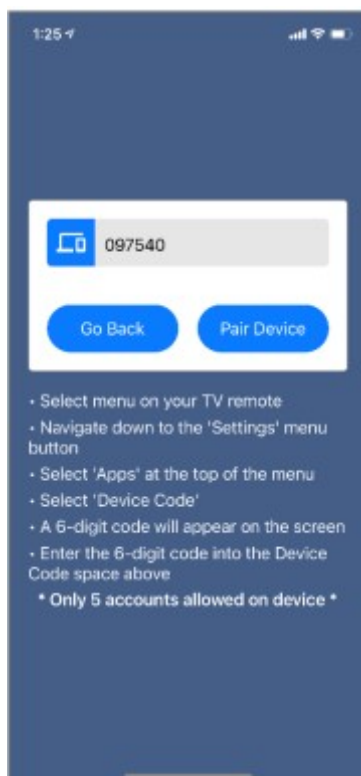 1:25
097540
Go Back Pair Device
• Select menu on your TV remote
• Navigate down to the 'Settings' menu
button
• Select 'Apps' at the top of the menu
• Select 'Device Code'
• A 6-digit code will appear on the screen
• Enter the 6-digit code into the Device
Code space above
* Only 5 accounts allowed on device *